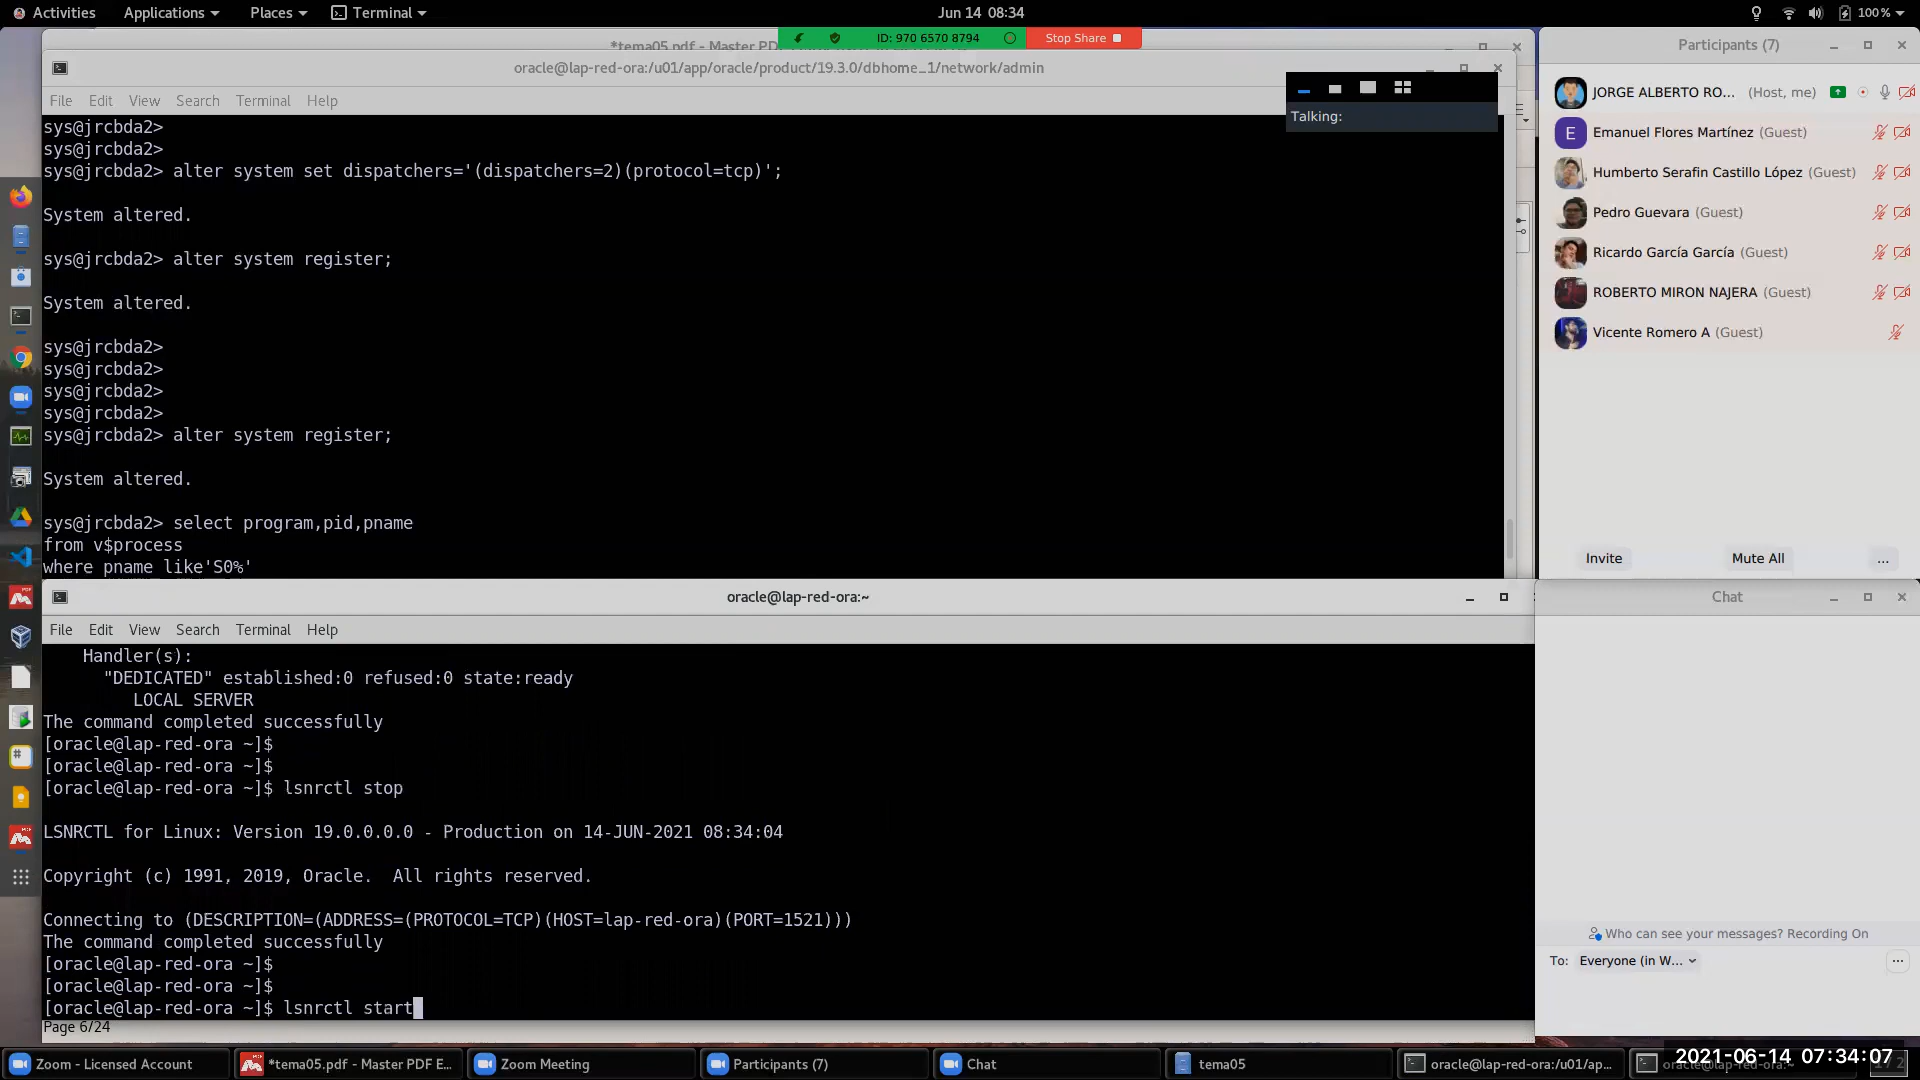 Activities Applications Places Terminal Jun 14 08:34 100%
*tema05.pdf - Master PD
ID: 970 6570 8794 Stop Share
oracle@lap-red-ora:/u01/app/oracle/product/19.3.0/dbhome_1/network/admin
File Edit View Search Terminal Help
Talking:
sys@jrcbda2>
sys@jrcbda2>
sys@jrcbda2> alter system set dispatchers='(dispatchers=2)(protocol=tcp)';
System altered.
sys@jrcbda2> alter system register;
System altered.
sys@jrcbda2>
sys@jrcbda2>
sys@jrcbda2>
sys@jrcbda2>
sys@jrcbda2> alter system register;
System altered.
sys@jrcbda2> select program,pid,pname
from v$process
where pname like'S0%'
oracle@lap-red-ora:~
File Edit View Search Terminal Help
Handler(s):
"DEDICATED" established:0 refused:0 state:ready
LOCAL SERVER
The command completed successfully
[oracle@lap-red-ora ~]$
[oracle@lap-red-ora ~]$
[oracle@lap-red-ora ~]$ lsnrctl stop
LSNRCTL for Linux: Version 19.0.0.0.0 - Production on 14-JUN-2021 08:34:04
Copyright (c) 1991, 2019, Oracle. All rights reserved.
Connecting to (DESCRIPTION=(ADDRESS=(PROTOCOL=TCP)(HOST=lap-red-ora)(PORT=1521)))
The command completed successfully
[oracle@lap-red-ora ~]$
[oracle@lap-red-ora ~]$
[oracle@lap-red-ora ~]$ lsnrctl start
Page 6/24
Participants (7)
JORGE ALBERTO RO... (Host, me)
E Emanuel Flores Martínez (Guest)
Humberto Serafin Castillo López (Guest)
Pedro Guevara (Guest)
Ricardo García García (Guest)
ROBERTO MIRON NAJERA (Guest)
Vicente Romero A (Guest)
Invite Mute All ...
Chat
Who can see your messages? Recording On
To: Everyone (in W...
Zoom - Licensed Account *tema05.pdf - Master PDF E... Zoom Meeting Participants (7) Chat tema05 oracle@lap-red-ora:/u01/ap...
2021-06-14 07:34:07